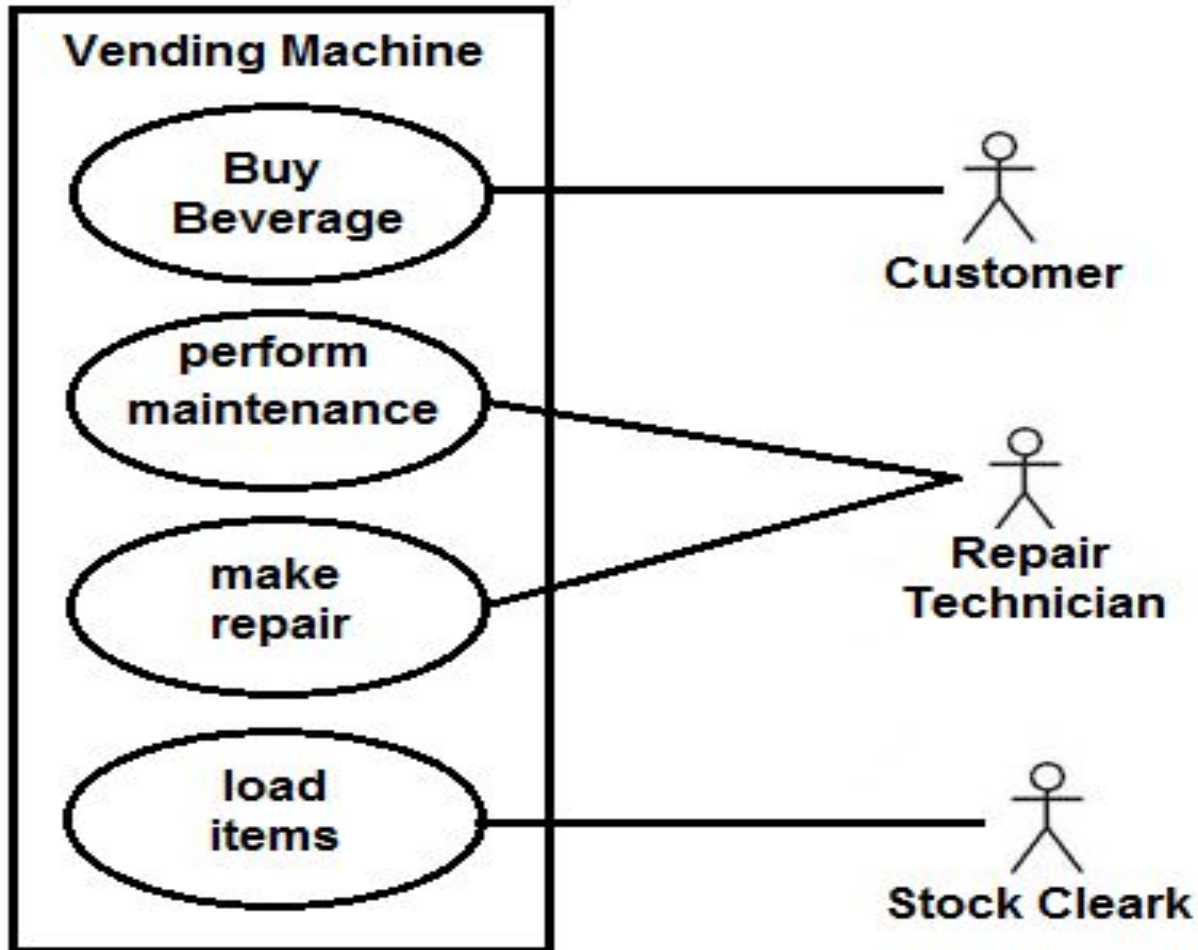 Vending Machine
Buy
Beverage
Customer
perform
maintenance
Repair
Technician
make
repair
load
items
Stock Cleark